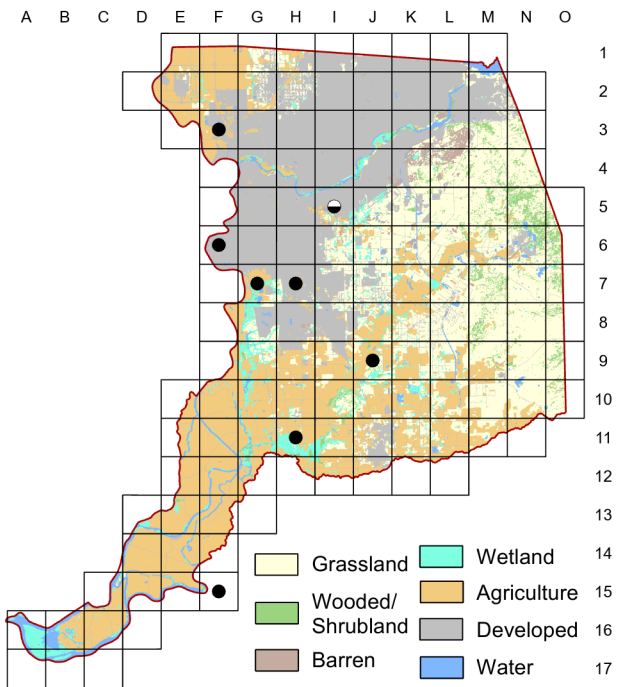 A B C D E F G H I J K L M N O
1
2
3
4
5
6
7
8
9
10
11
12
13
14
15
16
17
Grassland
Wooded/
Shrubland
Barren
Wetland
Agriculture
Developed
Water